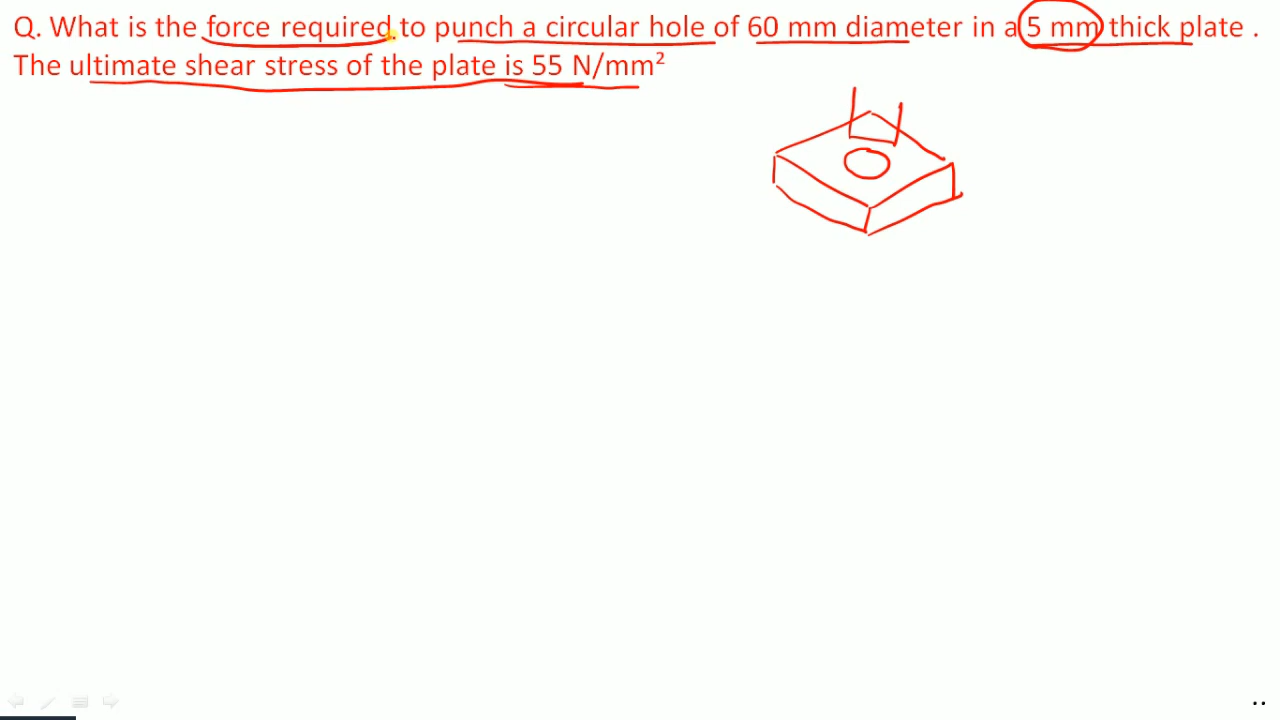 Q. What is the force required to punch a circular hole of 60 mm diameter in a 5 mm thick plate .
The ultimate shear stress of the plate is 55 N/mm²